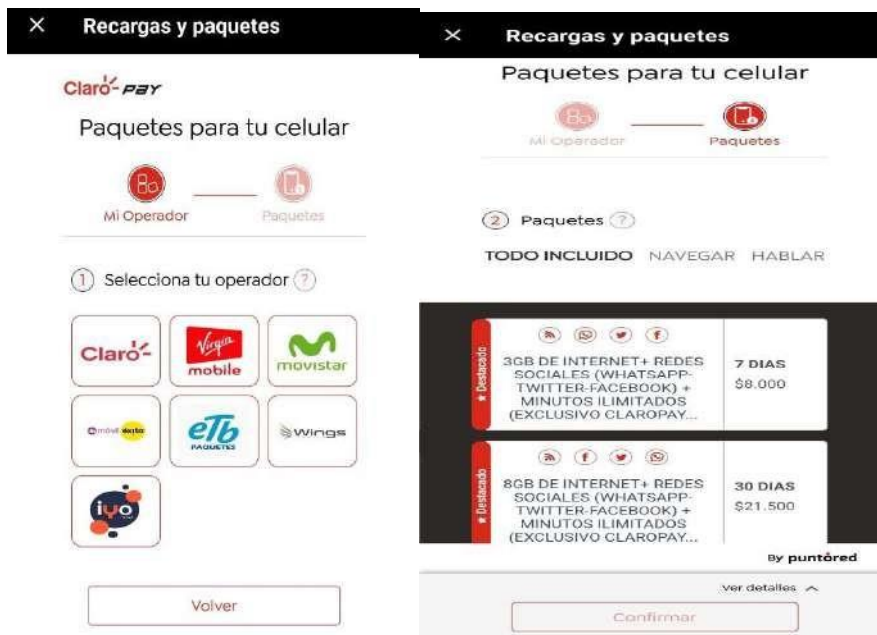 Recargas y paquetes
Claro-pay
Paquetes para tu celular
Mi Operador
Paquetes
1 Selecciona tu operador ?
Claro-
Virgin
mobile
movistar
móvil éxito
eTb
PAQUETES
Wings
iyo
Volver
Recargas y paquetes
Paquetes para tu celular
Mi Operador
Paquetes
2 Paquetes ?
TODO INCLUIDO NAVEGAR HABLAR
Destacado
3GB DE INTERNET+ REDES
SOCIALES (WHATSAPP-
TWITTER-FACEBOOK) +
MINUTOS ILIMITADOS
(EXCLUSIVO CLAROPAY...
7 DIAS
$8.000
Destacado
8GB DE INTERNET+ REDES
SOCIALES (WHATSAPP-
TWITTER-FACEBOOK) +
MINUTOS ILIMITADOS
(EXCLUSIVO CLAROPAY...
30 DIAS
$21.500
By puntored
Ver detalles
Confirmar